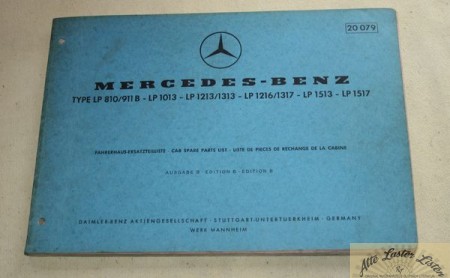 20 079
MERCEDES-BENZ
TYPE LP 810/911 B - LP 1013 - LP 1213/1313 - LP 1216/1317 - LP 1513 - LP 1517
FAHRERHAUS-ERSATZTEILLISTE · CAB SPARE PARTS LIST · LISTE DE PIECES DE RECHANGE DE LA CABINE
AUSGABE B · EDITION B · EDITION B
DAIMLER-BENZ AKTIENGESELLSCHAFT · STUTTGART-UNTERTUERKHEIM · GERMANY
WERK MANNHEIM
Alte Laster Listen